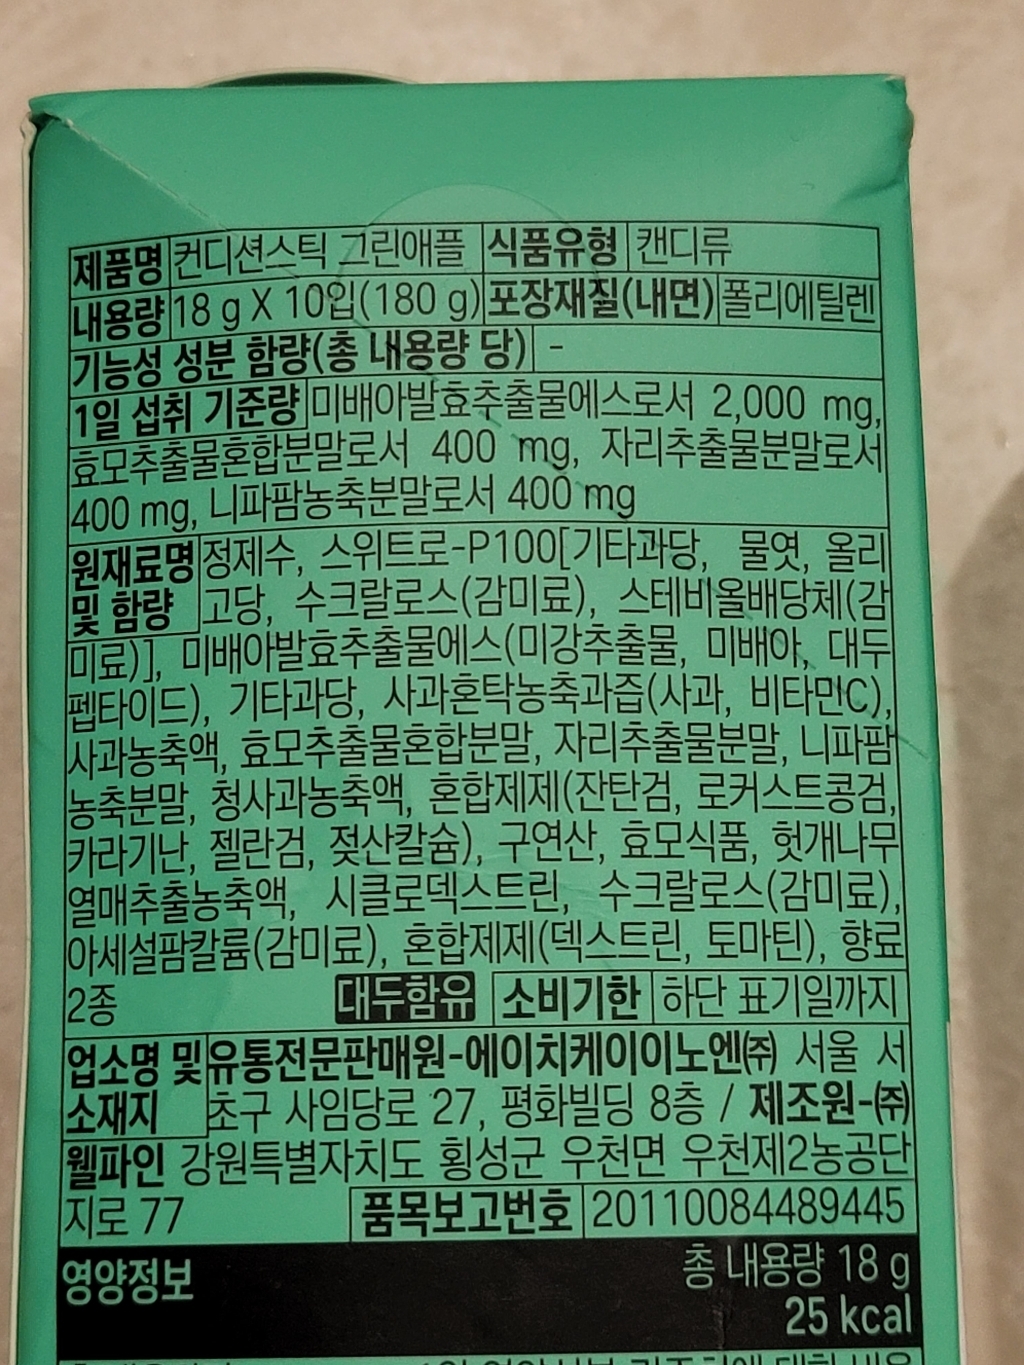 제품명 컨디션스틱 그린애플 식품유형 캔디류
내용량 18 g X 10입(180 g) 포장재질(내면) 폴리에틸렌
기능성 성분 함량(총 내용량 당) -
1일 섭취 기준량 미배아발효추출물에스로서 2,000 mg,
효모추출물혼합분말로서 400 mg, 자리추출물분말로서
400 mg, 니파팜농축분말로서 400 mg
원재료명 정제수, 스위트로-P100[기타과당, 물엿, 올리
및 함량 고당, 수크랄로스(감미료), 스테비올배당체(감
미료)], 미배아발효추출물에스(미강추출물, 미배아, 대두
펩타이드), 기타과당, 사과혼탁농축과즙(사과, 비타민C),
사과농축액, 효모추출물혼합분말, 자리추출물분말, 니파팜
농축분말, 청사과농축액, 혼합제제(잔탄검, 로커스트콩검,
카라기난, 젤란검, 젖산칼슘), 구연산, 효모식품, 헛개나무
열매추출농축액, 시클로덱스트린, 수크랄로스(감미료),
아세설팜칼륨(감미료), 혼합제제(덱스트린, 토마틴), 향료
2종 대두함유 소비기한 하단 표기일까지
업소명 및 유통전문판매원-에이치케이이노엔㈜ 서울 서
소재지 초구 사임당로 27, 평화빌딩 8층 / 제조원-㈜
웰파인 강원특별자치도 횡성군 우천면 우천제2농공단
지로 77 품목보고번호 20110084489445
영양정보 총 내용량 18 g
25 kcal